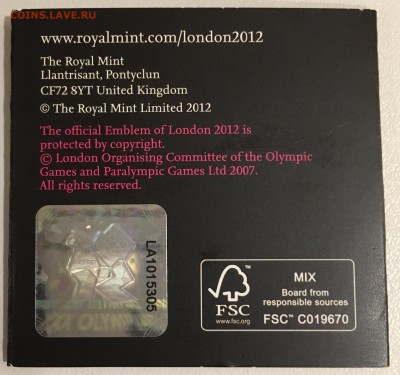 COINS.LAVE.RU
www.royalmint.com/london2012
The Royal Mint
Llantrisant, Pontyclun
CF72 8YT United Kingdom
© The Royal Mint Limited 2012
The official Emblem of London 2012 is
protected by copyright.
© London Organising Committee of the Olympic
Games and Paralympic Games Ltd 2007.
All rights reserved.
LA1015305
OLYMP
FSC
www.fsc.org
MIX
Board from
responsible sources
FSC™ C019670